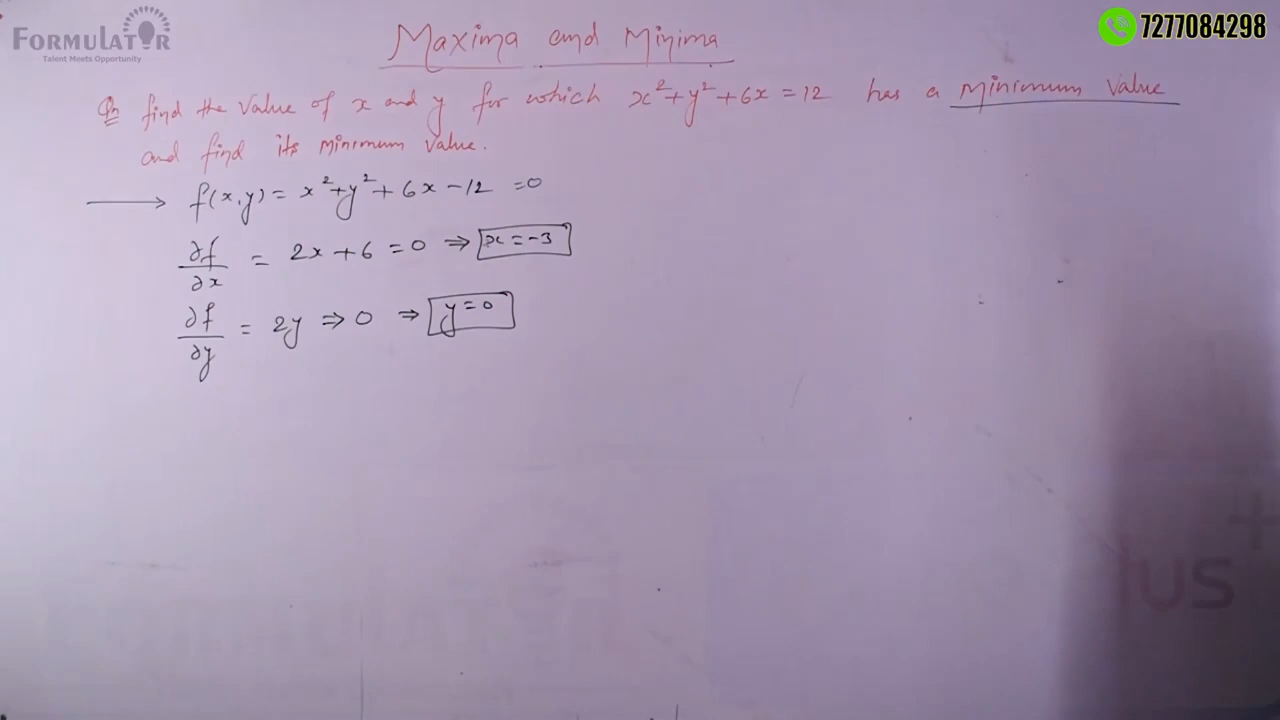 FORMULATOR
Talent Meets Opportunity
7277084298
Maxima and Minima
Qn find the value of x and y for which x²+y²+6x=12 has a minimum value
and find its minimum value.
→ f(x,y) = x²+y²+6x-12 =0
∂f/∂x = 2x+6 =0 ⇒ x=-3
∂f/∂y = 2y ⇒ 0 ⇒ y=0
ius+